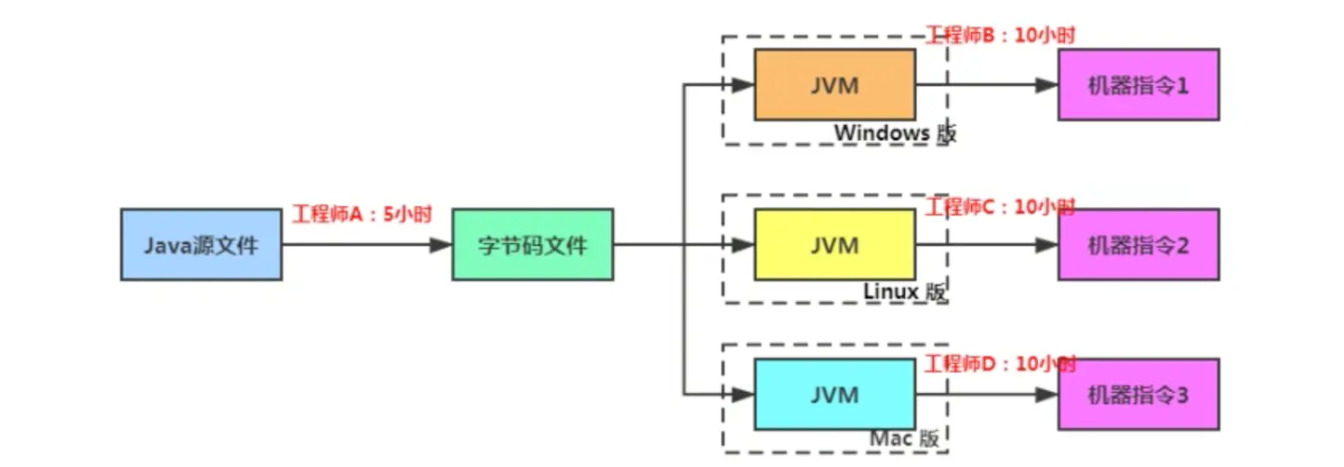 工程师B：10小时
JVM
机器指令1
Windows 版
工程师A：5小时
工程师C：10小时
Java源文件
字节码文件
JVM
机器指令2
Linux 版
工程师D：10小时
JVM
机器指令3
Mac 版